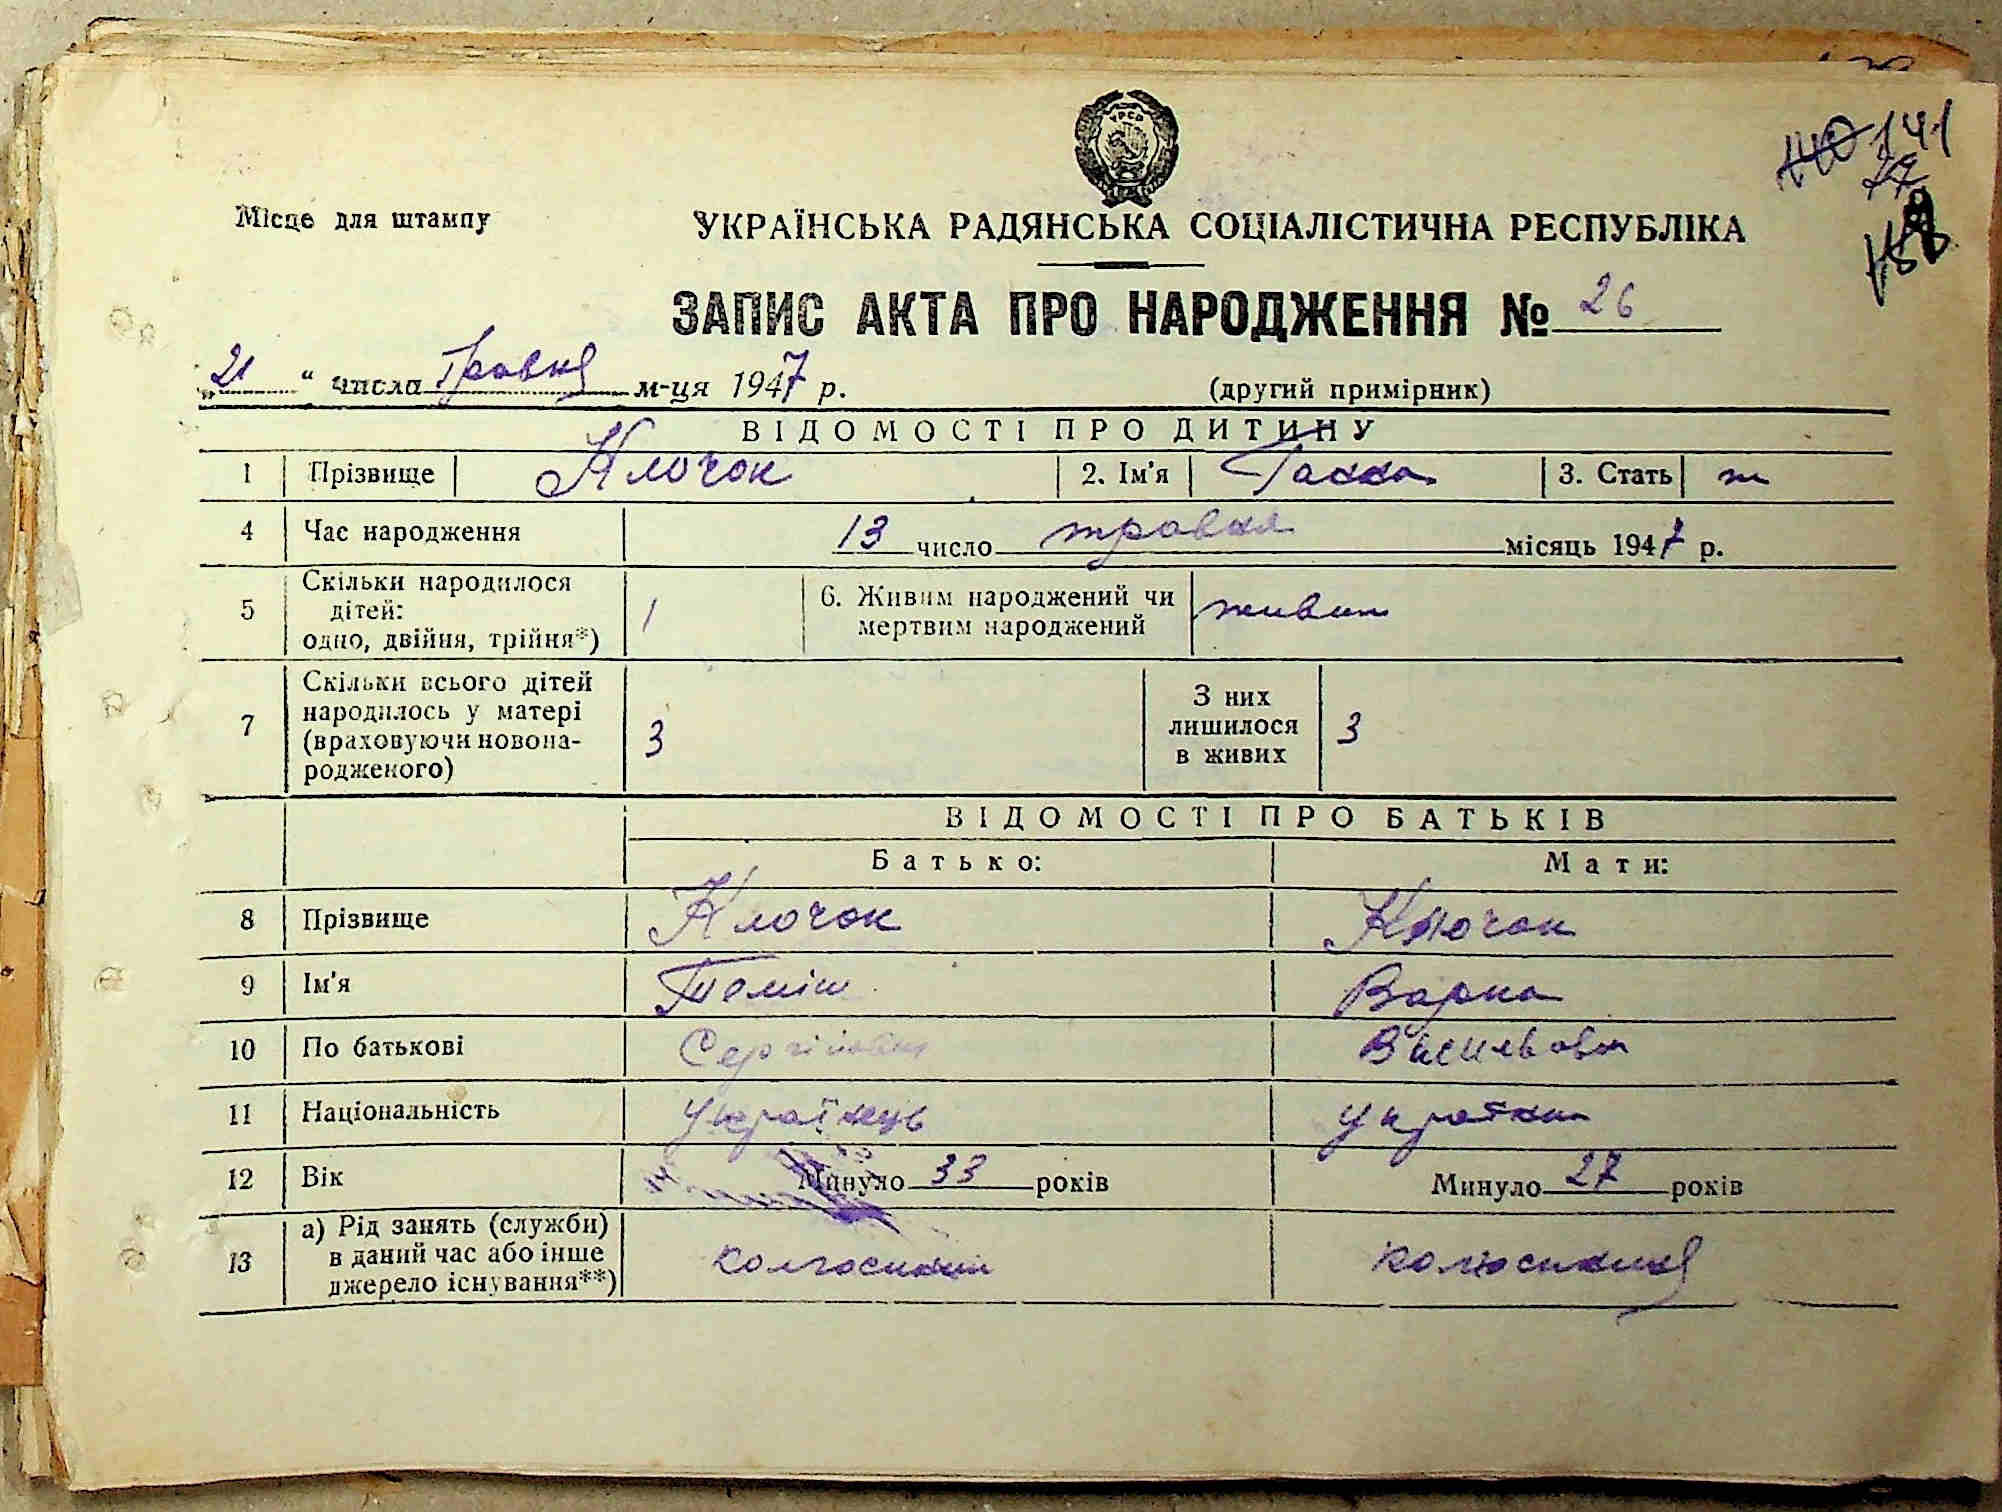 УРСР
140 141
Місце для штампу
УКРАЇНСЬКА РАДЯНСЬКА СОЦІАЛІСТИЧНА РЕСПУБЛІКА
ЗАПИС АКТА ПРО НАРОДЖЕННЯ № 26
„21“ числа Травня м-ця 1947 р. (другий примірник)
ВІДОМОСТІ ПРО ДИТИНУ
1 Прізвище Клочок 2. Ім'я Ганна 3. Стать ж
4 Час народження 13 число травня місяць 1947 р.
5 Скільки народилося дітей: одно, двійня, трійня*) 1 6. Живим народжений чи мертвим народжений живим
7 Скільки всього дітей народилось у матері (враховуючи новонародженого) 3 З них лишилося в живих 3
ВІДОМОСТІ ПРО БАТЬКІВ
Батько: Мати:
8 Прізвище Клочок Клочок
9 Ім'я Варка
10 По батькові Сергійович Василівна
11 Національність Українець Українка
12 Вік Минуло 33 років Минуло 27 років
13 а) Рід занять (служби) в даний час або інше джерело існування**) колгоспник колгоспниця